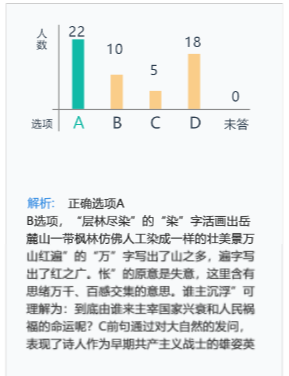 人数
22
10
5
18
0
选项 A B C D 未答
解析： 正确选项A
B选项，“层林尽染”的“染”字活画出岳
麓山一带枫林仿佛人工染成一样的壮美景万
山红遍”的“万”字写出了山之多，遍字写
出了红之广。怅”的原意是失意，这里含有
思绪万千、百感交集的意思。谁主沉浮”可
理解为：到底由谁来主宰国家兴衰和人民祸
福的命运呢？C前句通过对大自然的发问，
表现了诗人作为早期共产主义战士的雄姿英